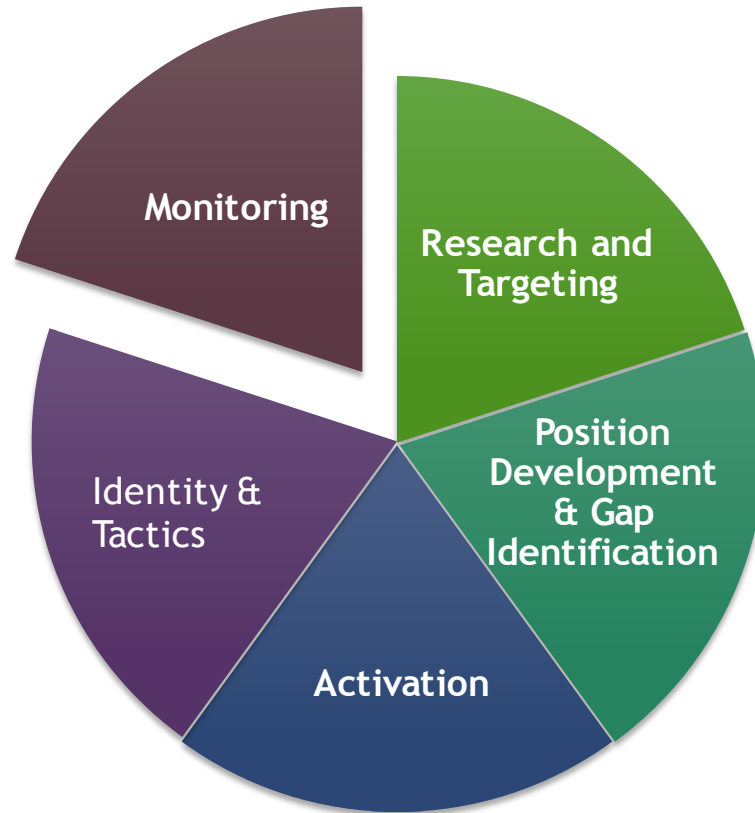 Monitoring
Research and
Targeting
Position
Development
& Gap
Identification
Identity &
Tactics
Activation